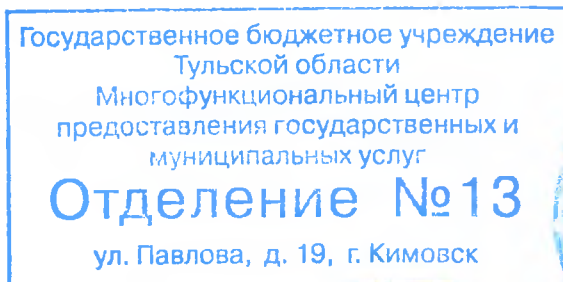 Государственное бюджетное учреждение
Тульской области
Многофункциональный центр
предоставления государственных и
муниципальных услуг
Отделение №13
ул. Павлова, д. 19, г. Кимовск